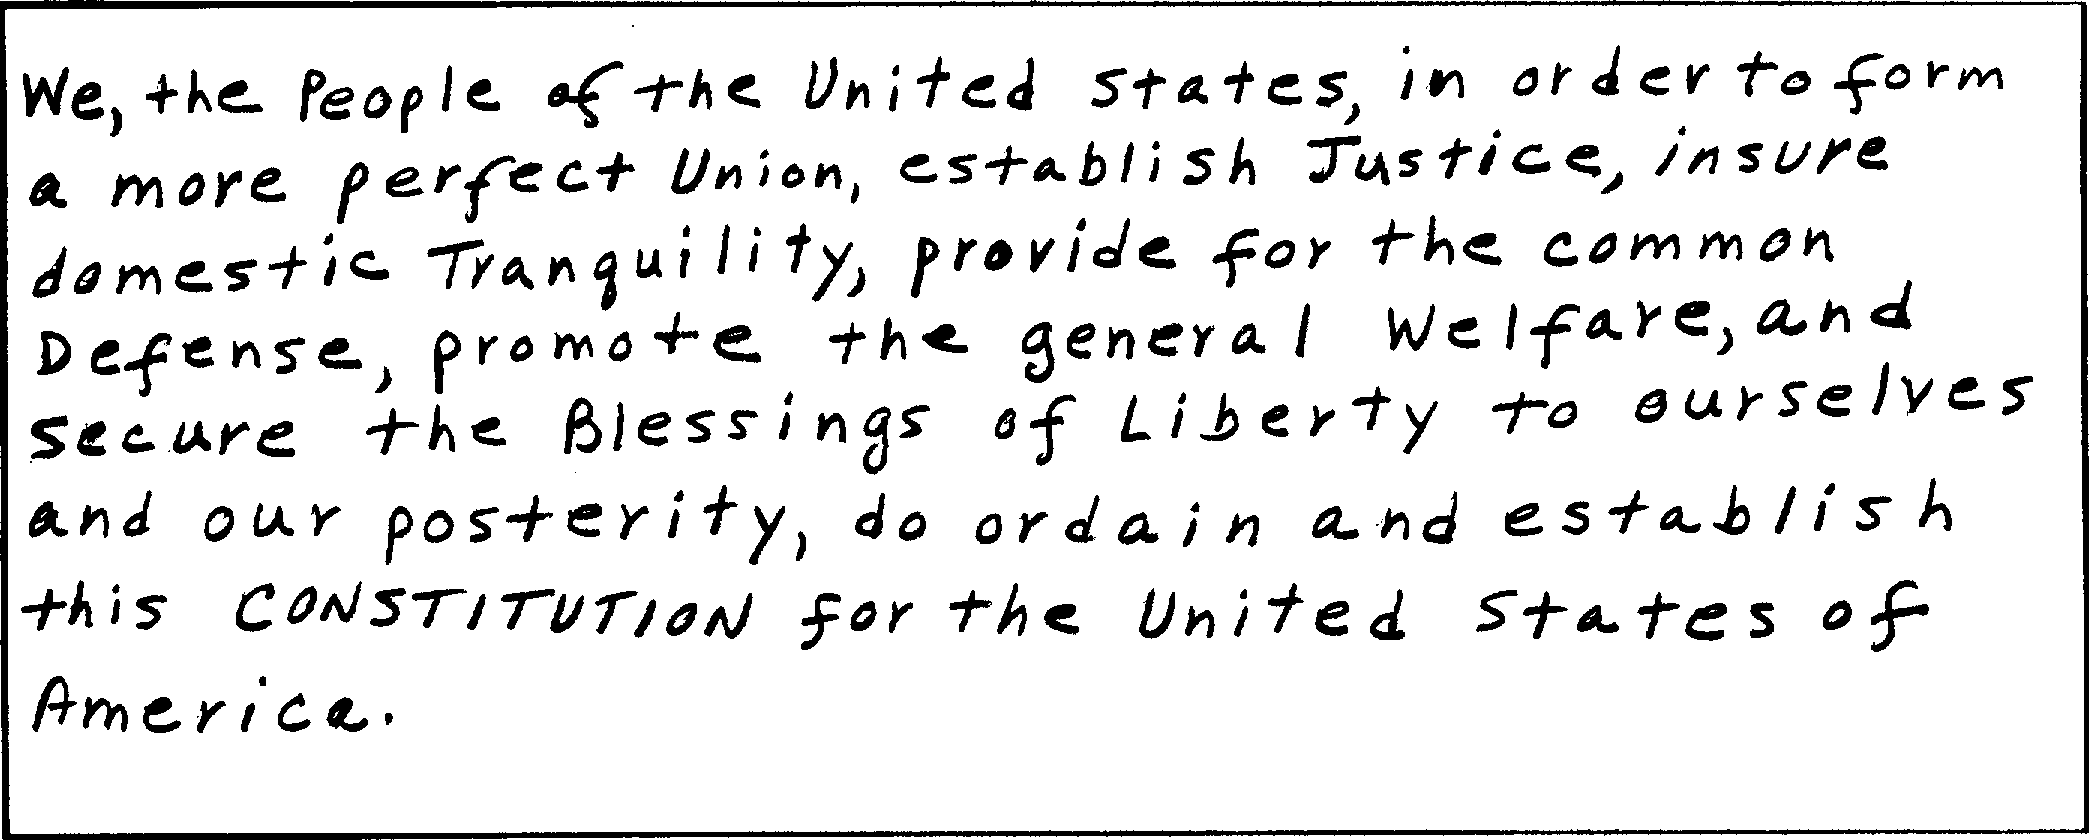 We, the People of the United States, in order to form
a more perfect Union, establish Justice, insure
domestic Tranquility, provide for the common
Defense, promote the general Welfare, and
secure the Blessings of Liberty to ourselves
and our posterity, do ordain and establish
this CONSTITUTION for the United States of
America.